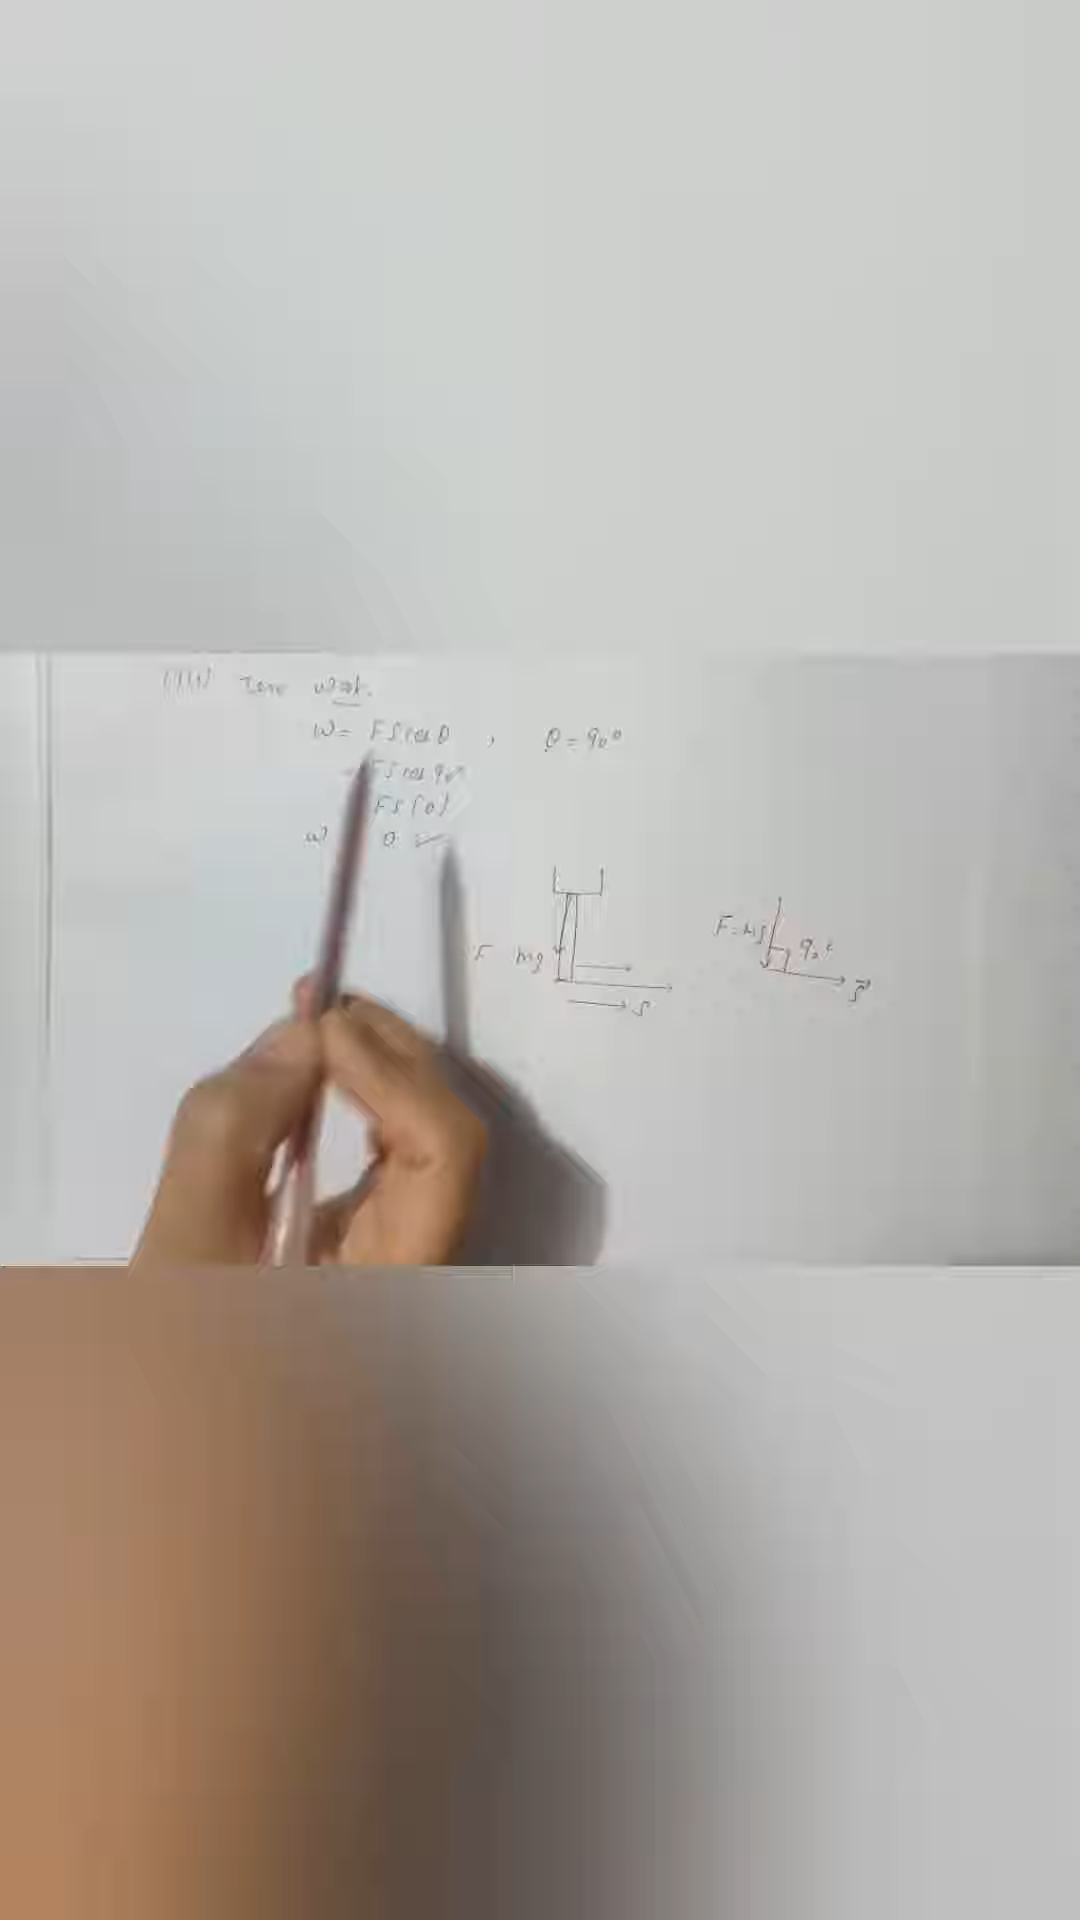 (III) Zero work.
W = FS cos θ , θ = 90°
= FS cos 90°
FS (0)
W 0
F mg
S
F = Mg 90°
S⃗